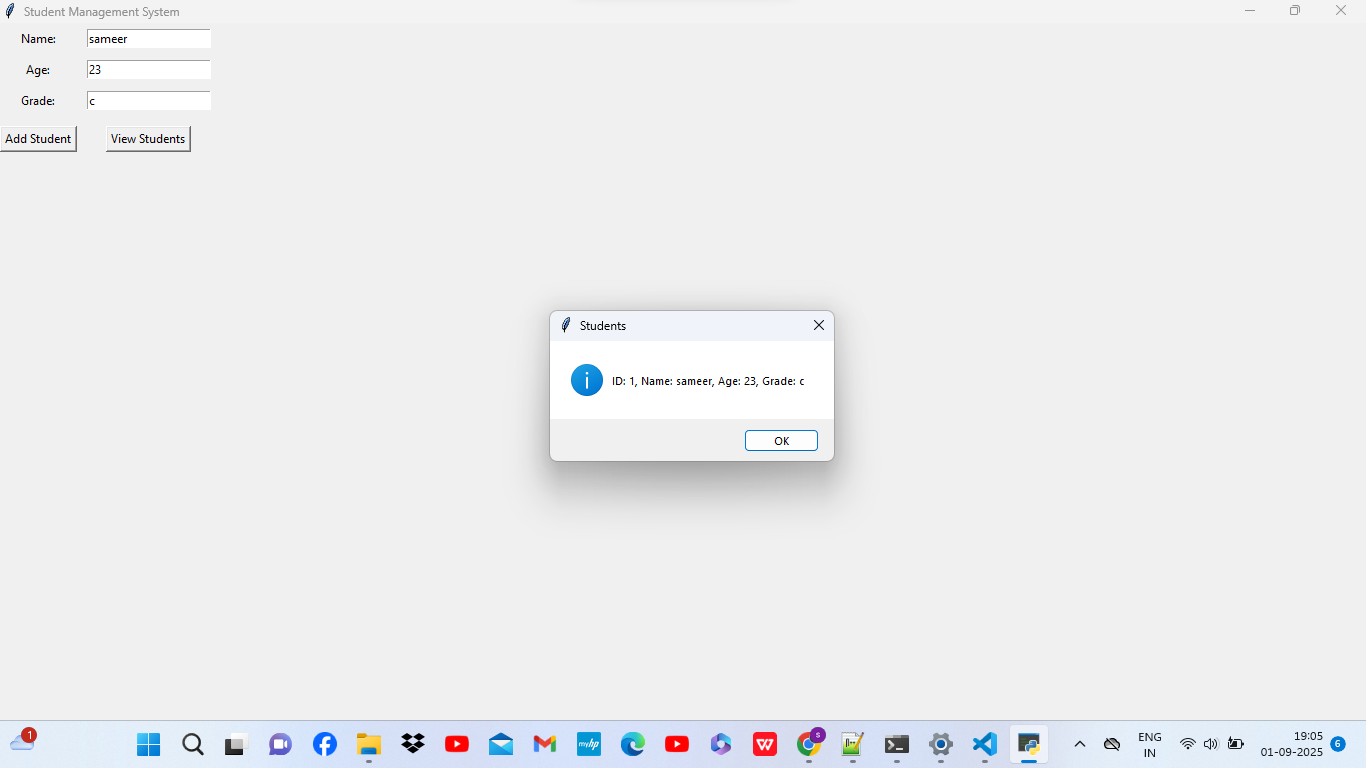 Student Management System
Name: sameer
Age: 23
Grade: c
Add Student View Students
Students
i
ID: 1, Name: sameer, Age: 23, Grade: c
OK
1
myhp
W
s
ENG
IN
19:05
01-09-2025
6